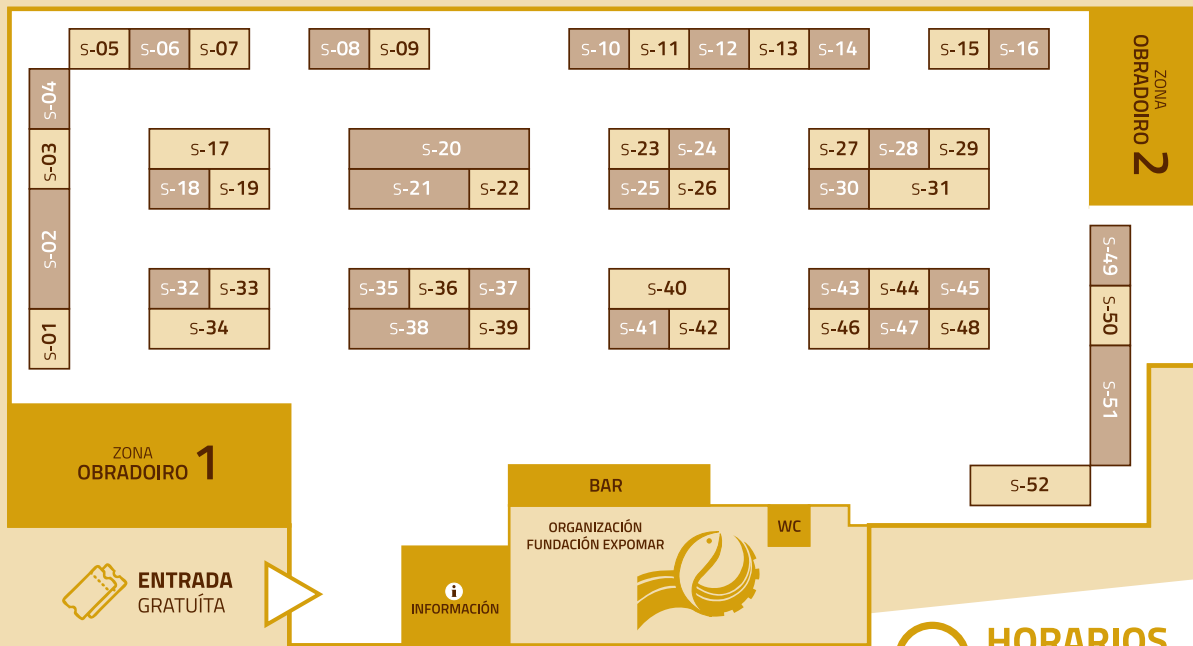 S-05 S-06 S-07 S-08 S-09 S-10 S-11 S-12 S-13 S-14 S-15 S-16
ZONA
OBRADOIRO 2
S-04
S-03
S-02
S-01
S-17
S-18 S-19
S-20
S-21 S-22
S-23 S-24
S-25 S-26
S-27 S-28 S-29
S-30 S-31
S-32 S-33
S-34
S-35 S-36 S-37
S-38 S-39
S-40
S-41 S-42
S-43 S-44 S-45
S-46 S-47 S-48
S-49
S-50
S-51
S-52
ZONA
OBRADOIRO 1
BAR
ORGANIZACIÓN
FUNDACIÓN EXPOMAR
WC
i
INFORMACIÓN
ENTRADA
GRATUÍTA
HORARIOS